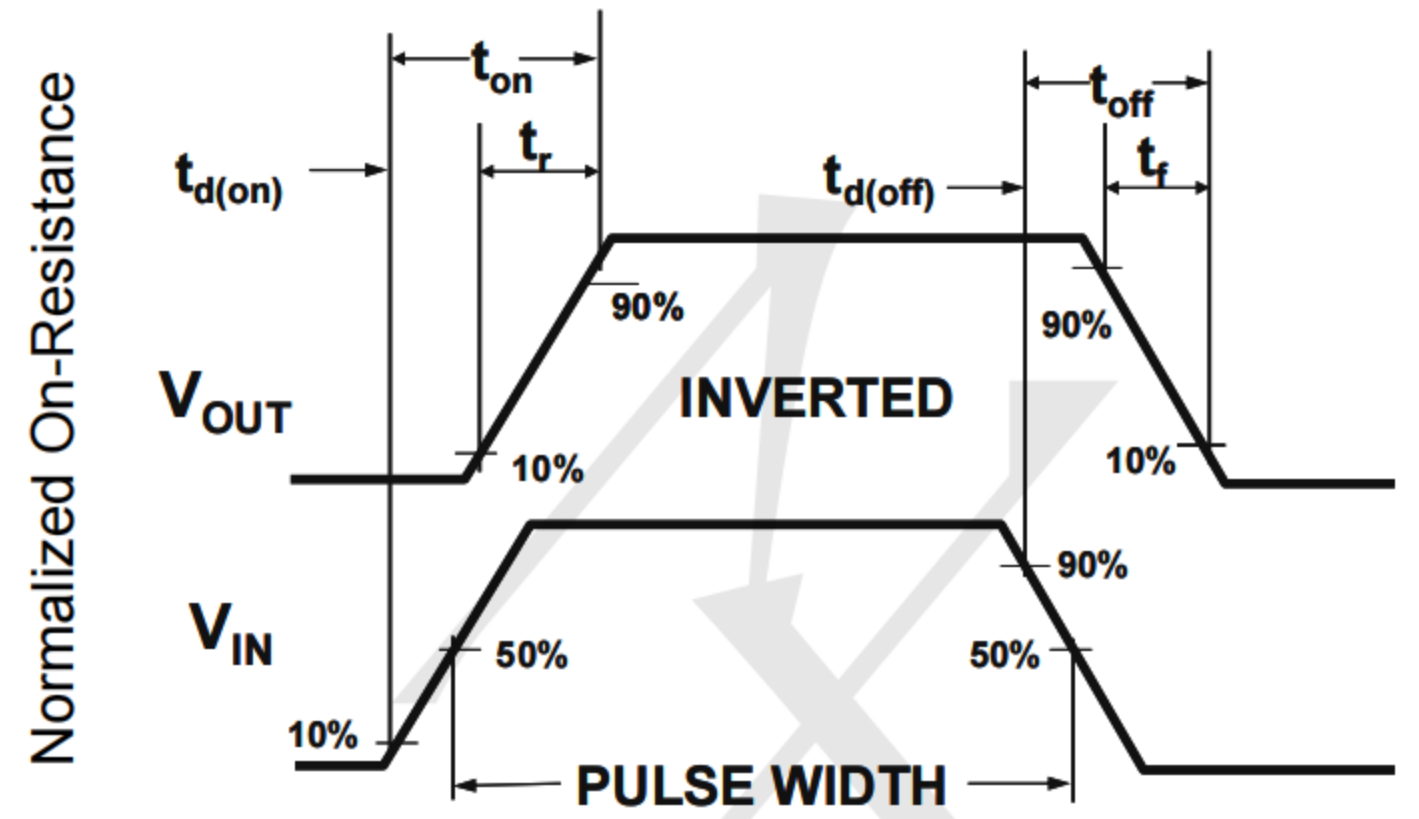 Normalized On-Resistance
ton
toff
tr
tf
td(on)
td(off)
90%
90%
VOUT
INVERTED
10%
10%
90%
VIN
50%
50%
10%
PULSE WIDTH